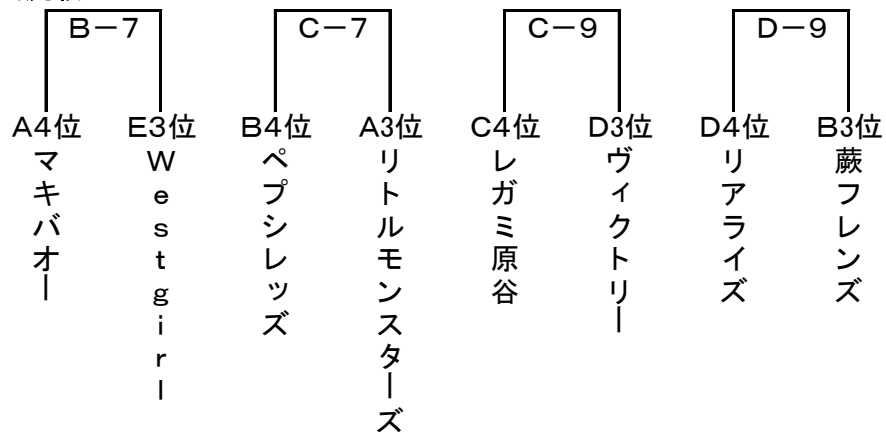 B－7
C－7
C－9
D－9
A4位
E3位
B4位
A3位
C4位
D3位
D4位
B3位
マキバオー
Westgirl
ペプシレッズ
リトルモンスターズ
レガミ原谷
ヴィクトリー
リアライズ
蕨フレンズ